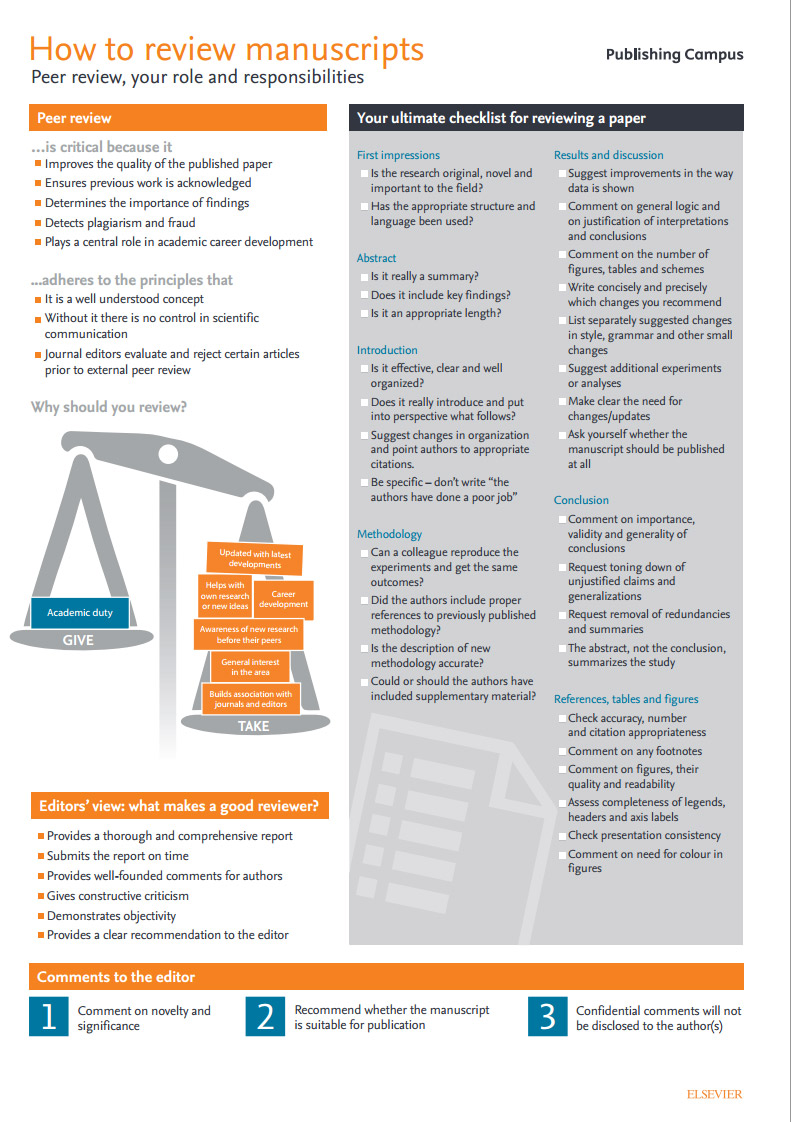 How to review manuscripts
Peer review, your role and responsibilities
Publishing Campus
Peer review
...is critical because it
Improves the quality of the published paper
Ensures previous work is acknowledged
Determines the importance of findings
Detects plagiarism and fraud
Plays a central role in academic career development
...adheres to the principles that
It is a well understood concept
Without it there is no control in scientific
communication
Journal editors evaluate and reject certain articles
prior to external peer review
Why should you review?
Academic duty
GIVE
Updated with latest
developments
Helps with
own research
or new ideas
Career
development
Awareness of new research
before their peers
General interest
in the area
Builds association with
journals and editors
TAKE
Editors' view: what makes a good reviewer?
Provides a thorough and comprehensive report
Submits the report on time
Provides well-founded comments for authors
Gives constructive criticism
Demonstrates objectivity
Provides a clear recommendation to the editor
Your ultimate checklist for reviewing a paper
First impressions
Is the research original, novel and
important to the field?
Has the appropriate structure and
language been used?
Abstract
Is it really a summary?
Does it include key findings?
Is it an appropriate length?
Introduction
Is it effective, clear and well
organized?
Does it really introduce and put
into perspective what follows?
Suggest changes in organization
and point authors to appropriate
citations.
Be specific – don't write "the
authors have done a poor job"
Methodology
Can a colleague reproduce the
experiments and get the same
outcomes?
Did the authors include proper
references to previously published
methodology?
Is the description of new
methodology accurate?
Could or should the authors have
included supplementary material?
Results and discussion
Suggest improvements in the way
data is shown
Comment on general logic and
on justification of interpretations
and conclusions
Comment on the number of
figures, tables and schemes
Write concisely and precisely
which changes you recommend
List separately suggested changes
in style, grammar and other small
changes
Suggest additional experiments
or analyses
Make clear the need for
changes/updates
Ask yourself whether the
manuscript should be published
at all
Conclusion
Comment on importance,
validity and generality of
conclusions
Request toning down of
unjustified claims and
generalizations
Request removal of redundancies
and summaries
The abstract, not the conclusion,
summarizes the study
References, tables and figures
Check accuracy, number
and citation appropriateness
Comment on any footnotes
Comment on figures, their
quality and readability
Assess completeness of legends,
headers and axis labels
Check presentation consistency
Comment on need for colour in
figures
Comments to the editor
1
Comment on novelty and
significance
2
Recommend whether the manuscript
is suitable for publication
3
Confidential comments will not
be disclosed to the author(s)
ELSEVIER